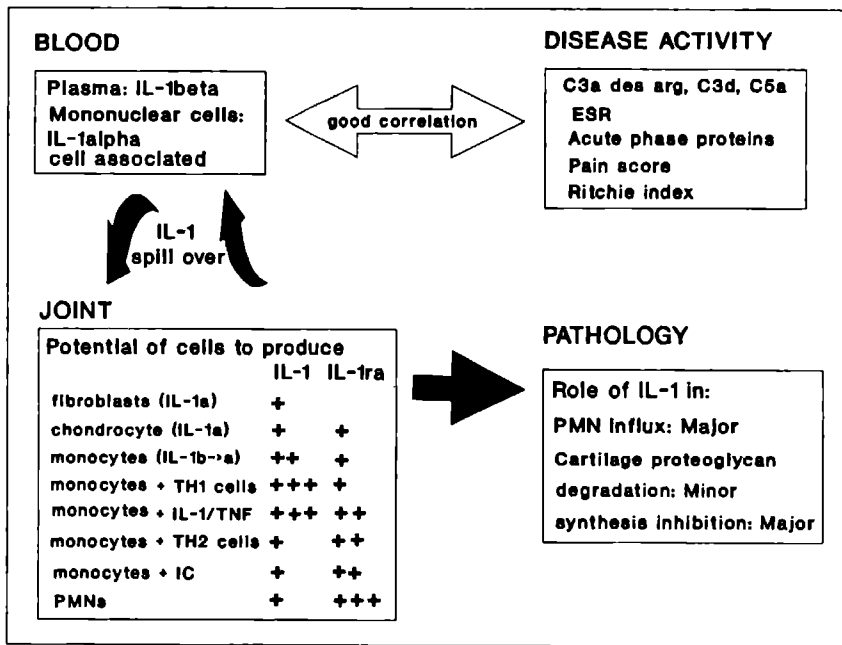 BLOOD
Plasma: IL-1beta
Mononuclear cells:
IL-1alpha
cell associated
good correlation
DISEASE ACTIVITY
C3a des arg, C3d, C5a
ESR
Acute phase proteins
Pain score
Ritchie index
IL-1
spill over
JOINT
Potential of cells to produce
IL-1 IL-1ra
fibroblasts (IL-1a) +
chondrocyte (IL-1a) + +
monocytes (IL-1b->a) ++ +
monocytes + TH1 cells +++ +
monocytes + IL-1/TNF +++ ++
monocytes + TH2 cells + ++
monocytes + IC + ++
PMNs + +++
PATHOLOGY
Role of IL-1 in:
PMN influx: Major
Cartilage proteoglycan
degradation: Minor
synthesis inhibition: Major